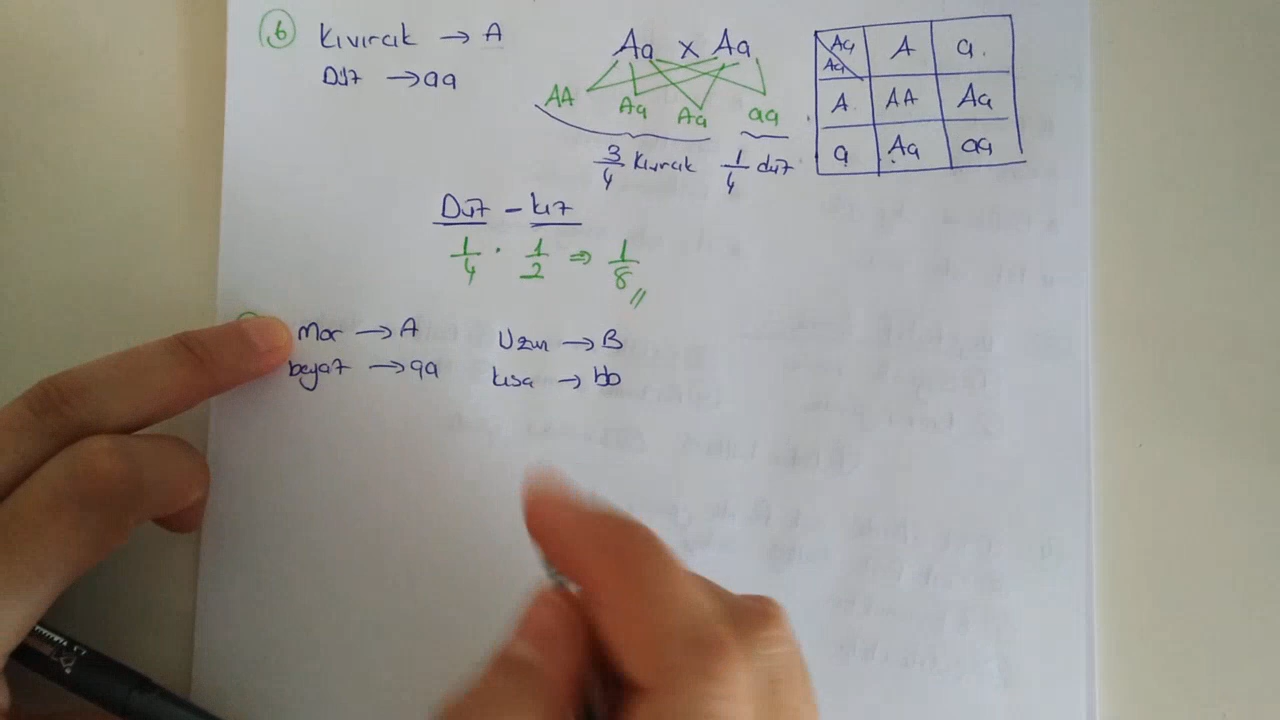 6 Kıvırcık → A
Düz → aa
Aa x Aa
AA Aa Aa aa
3/4 kıvırcık 1/4 düz
Aa A a
Aa
A AA Aa
a Aa aa
Düz - kız
1/4 . 1/2 ⇒ 1/8 //
Mor → A
beyaz → aa
Uzun → B
kısa → bb